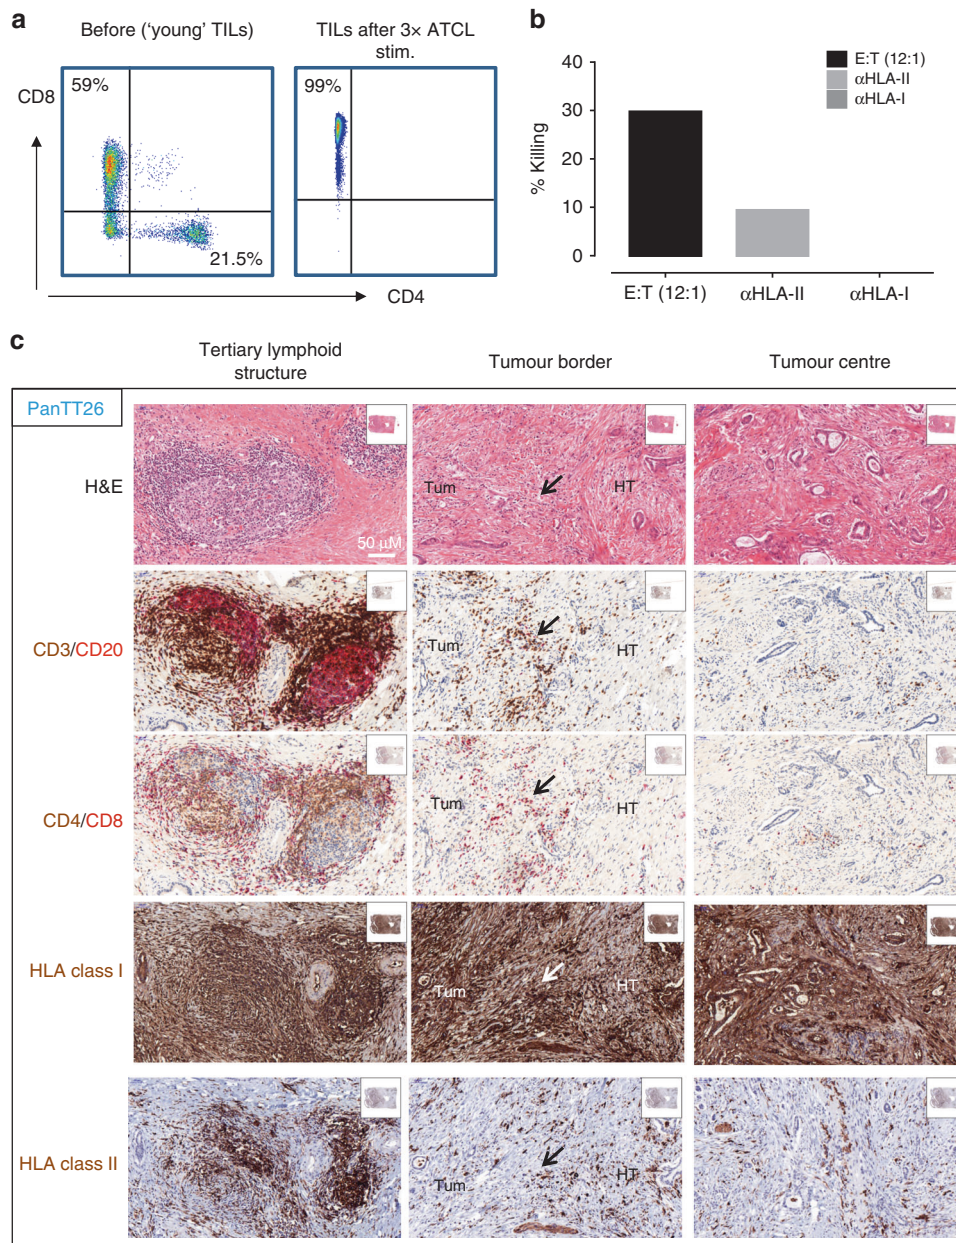 a
Before (‘young’ TILs)
TILs after 3× ATCL
stim.
CD8
59%
21.5%
99%
CD4
b
% Killing
40
30
20
10
0
E:T (12:1)
αHLA-II
αHLA-I
E:T (12:1)
αHLA-II
αHLA-I
c
Tertiary lymphoid
structure
Tumour border
Tumour centre
PanTT26
H&E
50 μM
Tum
HT
CD3/CD20
Tum
HT
CD4/CD8
Tum
HT
HLA class I
Tum
HT
HLA class II
Tum
HT